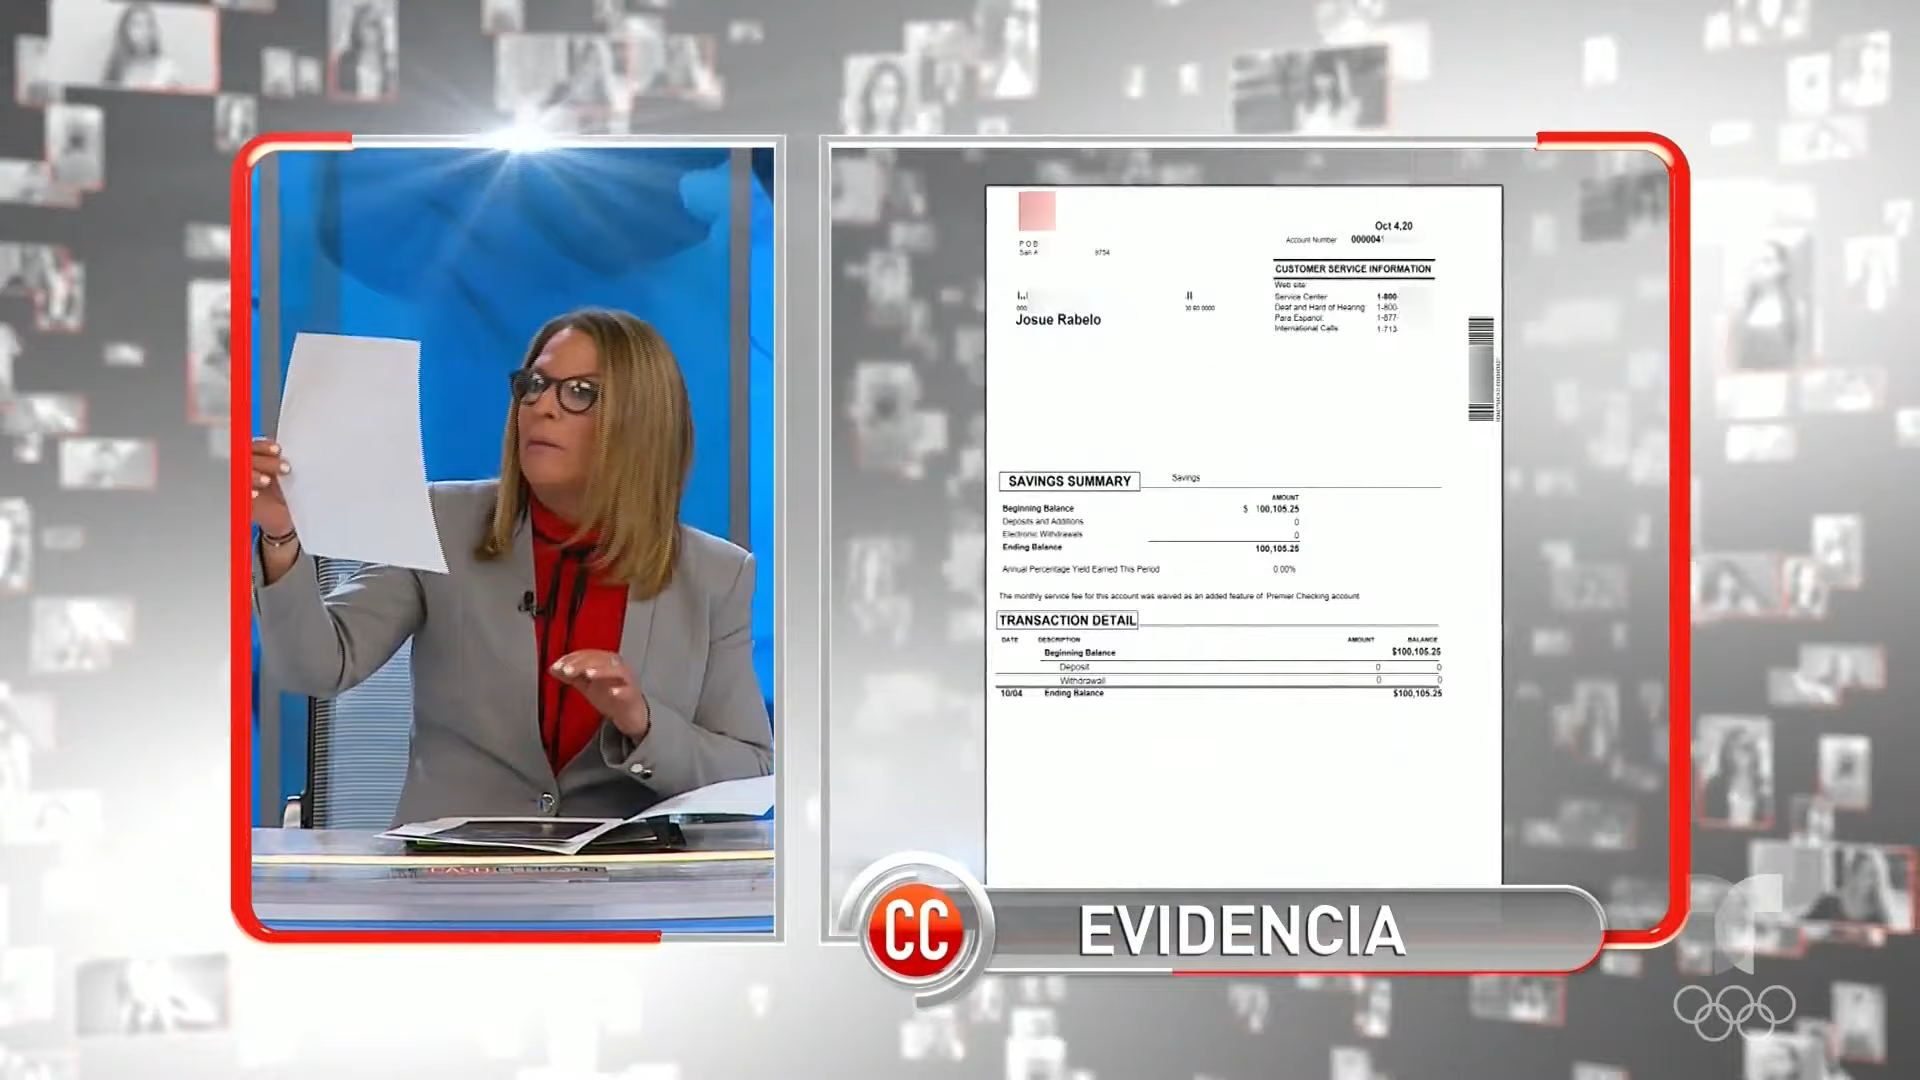 Oct 4,20
Account Number 000004
P O B
San A 9754
CUSTOMER SERVICE INFORMATION
Web site:
Service Center 1-800-
Deaf and Hard of Hearing 1-800-
Para Espanol: 1-877-
International Calls: 1-713-
Josue Rabelo
SAVINGS SUMMARY
Savings
AMOUNT
Beginning Balance $ 100,105.25
Deposits and Additions 0
Electronic Withdrawals 0
Ending Balance 100,105.25
Annual Percentage Yield Earned This Period 0.00%
The monthly service fee for this account was waived as an added feature of Premier Checking account
TRANSACTION DETAIL
DATE DESCRIPTION AMOUNT BALANCE
Beginning Balance $100,105.25
Deposit 0 0
Withdrawall 0 0
10/04 Ending Balance $100,105.25
CC EVIDENCIA